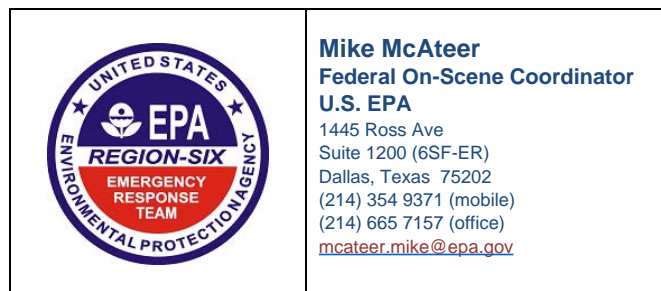 UNITED STATES
EPA
REGION-SIX
EMERGENCY
RESPONSE
TEAM
ENVIRONMENTAL PROTECTION AGENCY
Mike McAteer
Federal On-Scene Coordinator
U.S. EPA
1445 Ross Ave
Suite 1200 (6SF-ER)
Dallas, Texas  75202
(214) 354 9371 (mobile)
(214) 665 7157 (office)
mcateer.mike@epa.gov